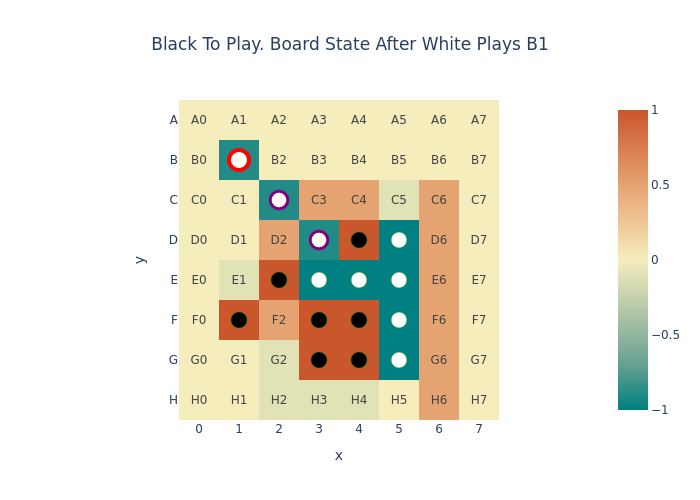 Black To Play. Board State After White Plays B1
A A0 A1 A2 A3 A4 A5 A6 A7
B B0 B2 B3 B4 B5 B6 B7
C C0 C1 C3 C4 C5 C6 C7
D D0 D1 D2 D6 D7
E E0 E1 E6 E7
F F0 F2 F6 F7
G G0 G1 G2 G6 G7
H H0 H1 H2 H3 H4 H5 H6 H7
0 1 2 3 4 5 6 7
x
y
1
0.5
0
−0.5
−1